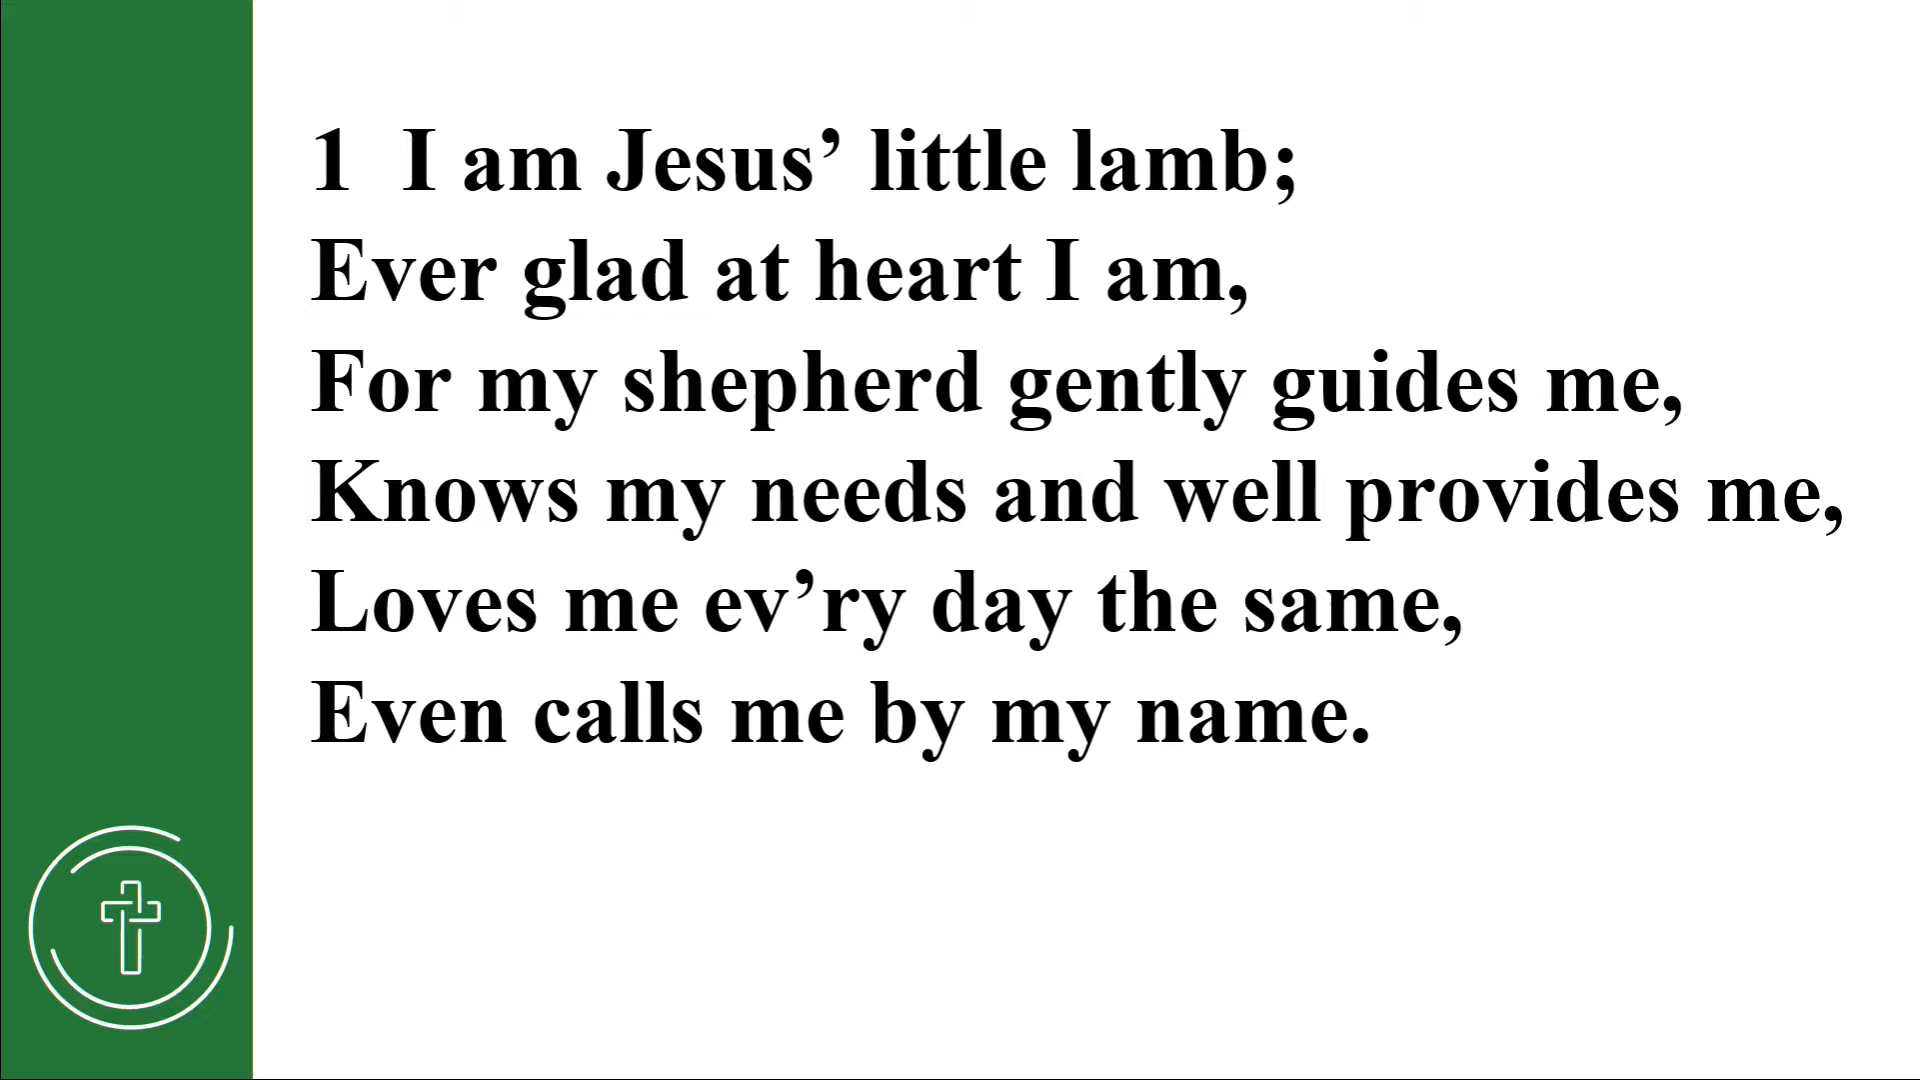 1  I am Jesus’ little lamb;
Ever glad at heart I am,
For my shepherd gently guides me,
Knows my needs and well provides me,
Loves me ev’ry day the same,
Even calls me by my name.